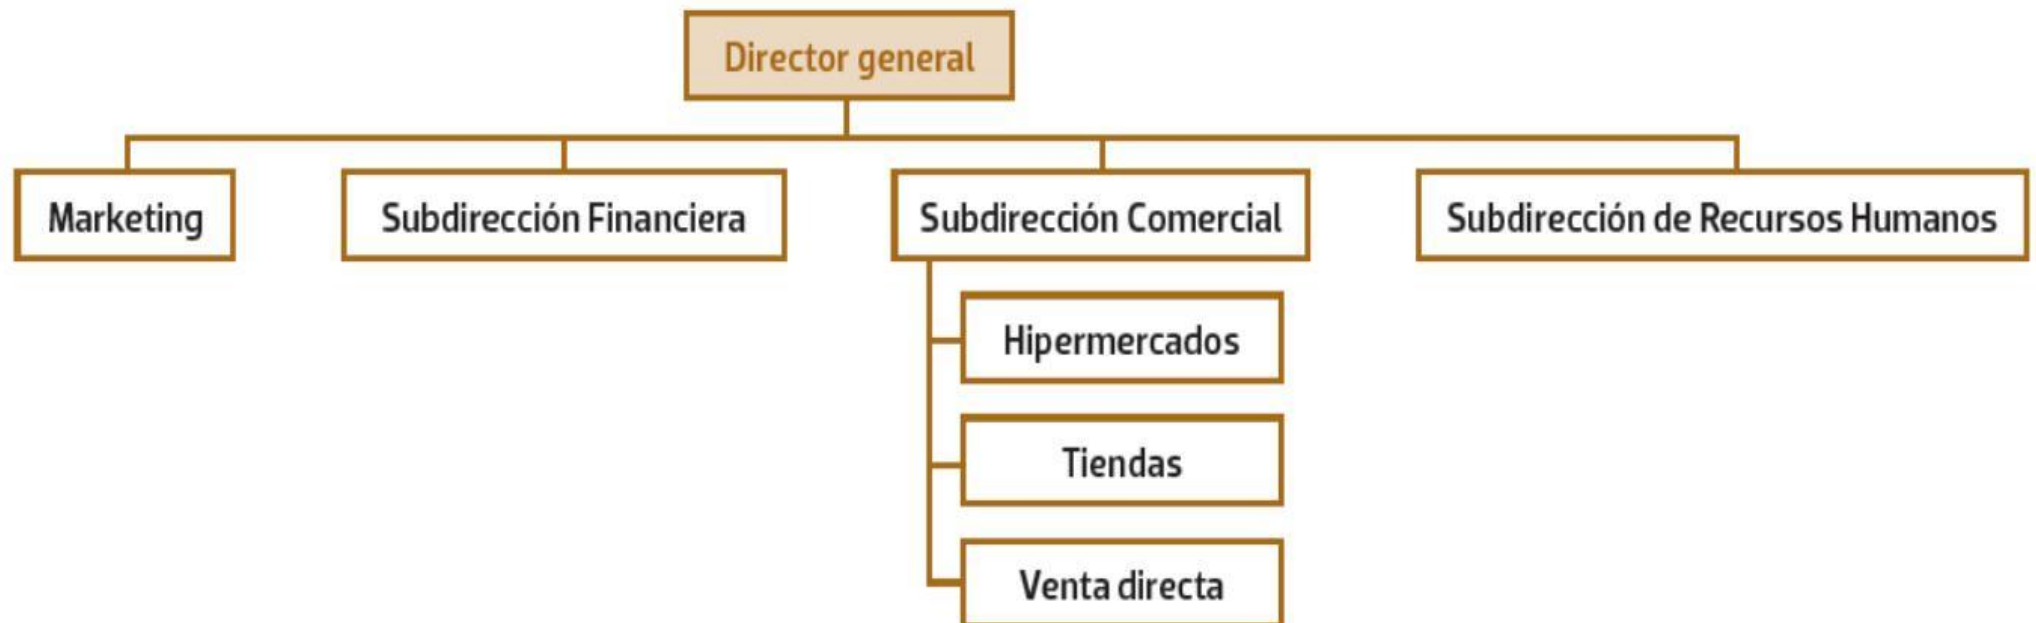 Director general
Marketing
Subdirección Financiera
Subdirección Comercial
Subdirección de Recursos Humanos
Hipermercados
Tiendas
Venta directa